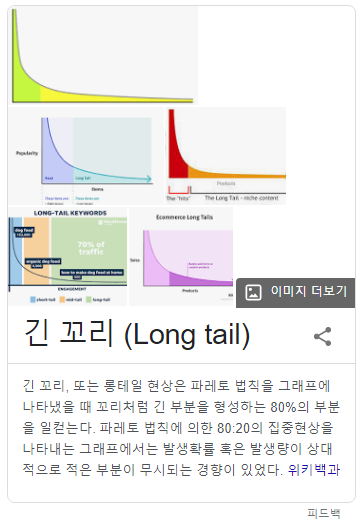 Popularity
Head
Long Tail
Items
Products
The "hits"
The Long Tail - niche content
LONG-TAIL KEYWORDS
dog food
organic dog food
how to make dog food at home
70% of
traffic
ENGAGEMENT
short-tail
mid-tail
long-tail
Ecommerce Long Tails
Sales
Products
이미지 더보기
긴 꼬리 (Long tail)
긴 꼬리, 또는 롱테일 현상은 파레토 법칙을 그래프에
나타냈을 때 꼬리처럼 긴 부분을 형성하는 80%의 부분
을 일컫는다. 파레토 법칙에 의한 80:20의 집중현상을
나타내는 그래프에서는 발생확률 혹은 발생량이 상대
적으로 적은 부분이 무시되는 경향이 있었다. 위키백과
피드백